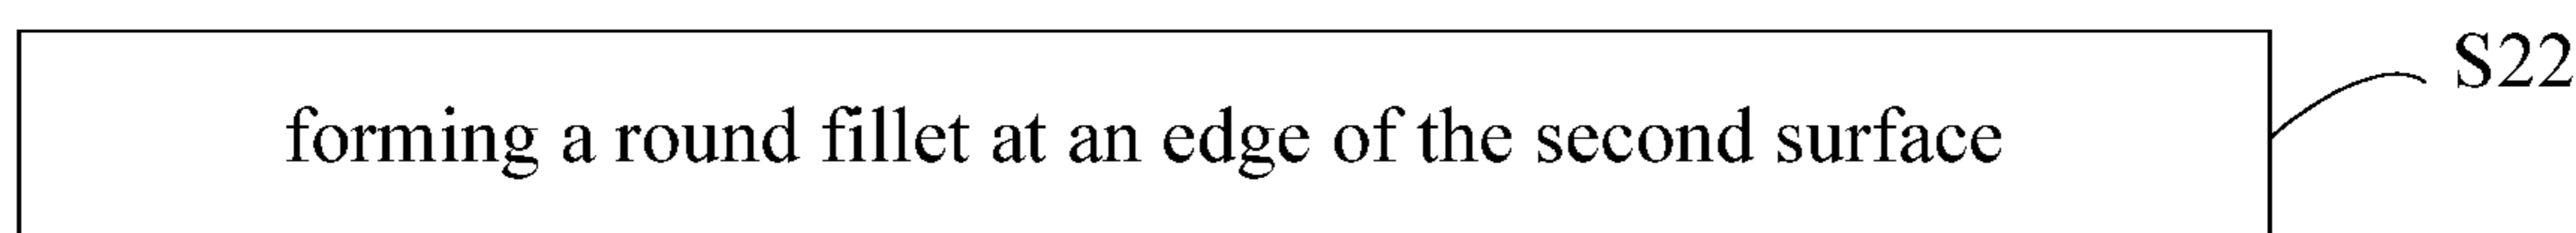 S22
forming a round fillet at an edge of the second surface